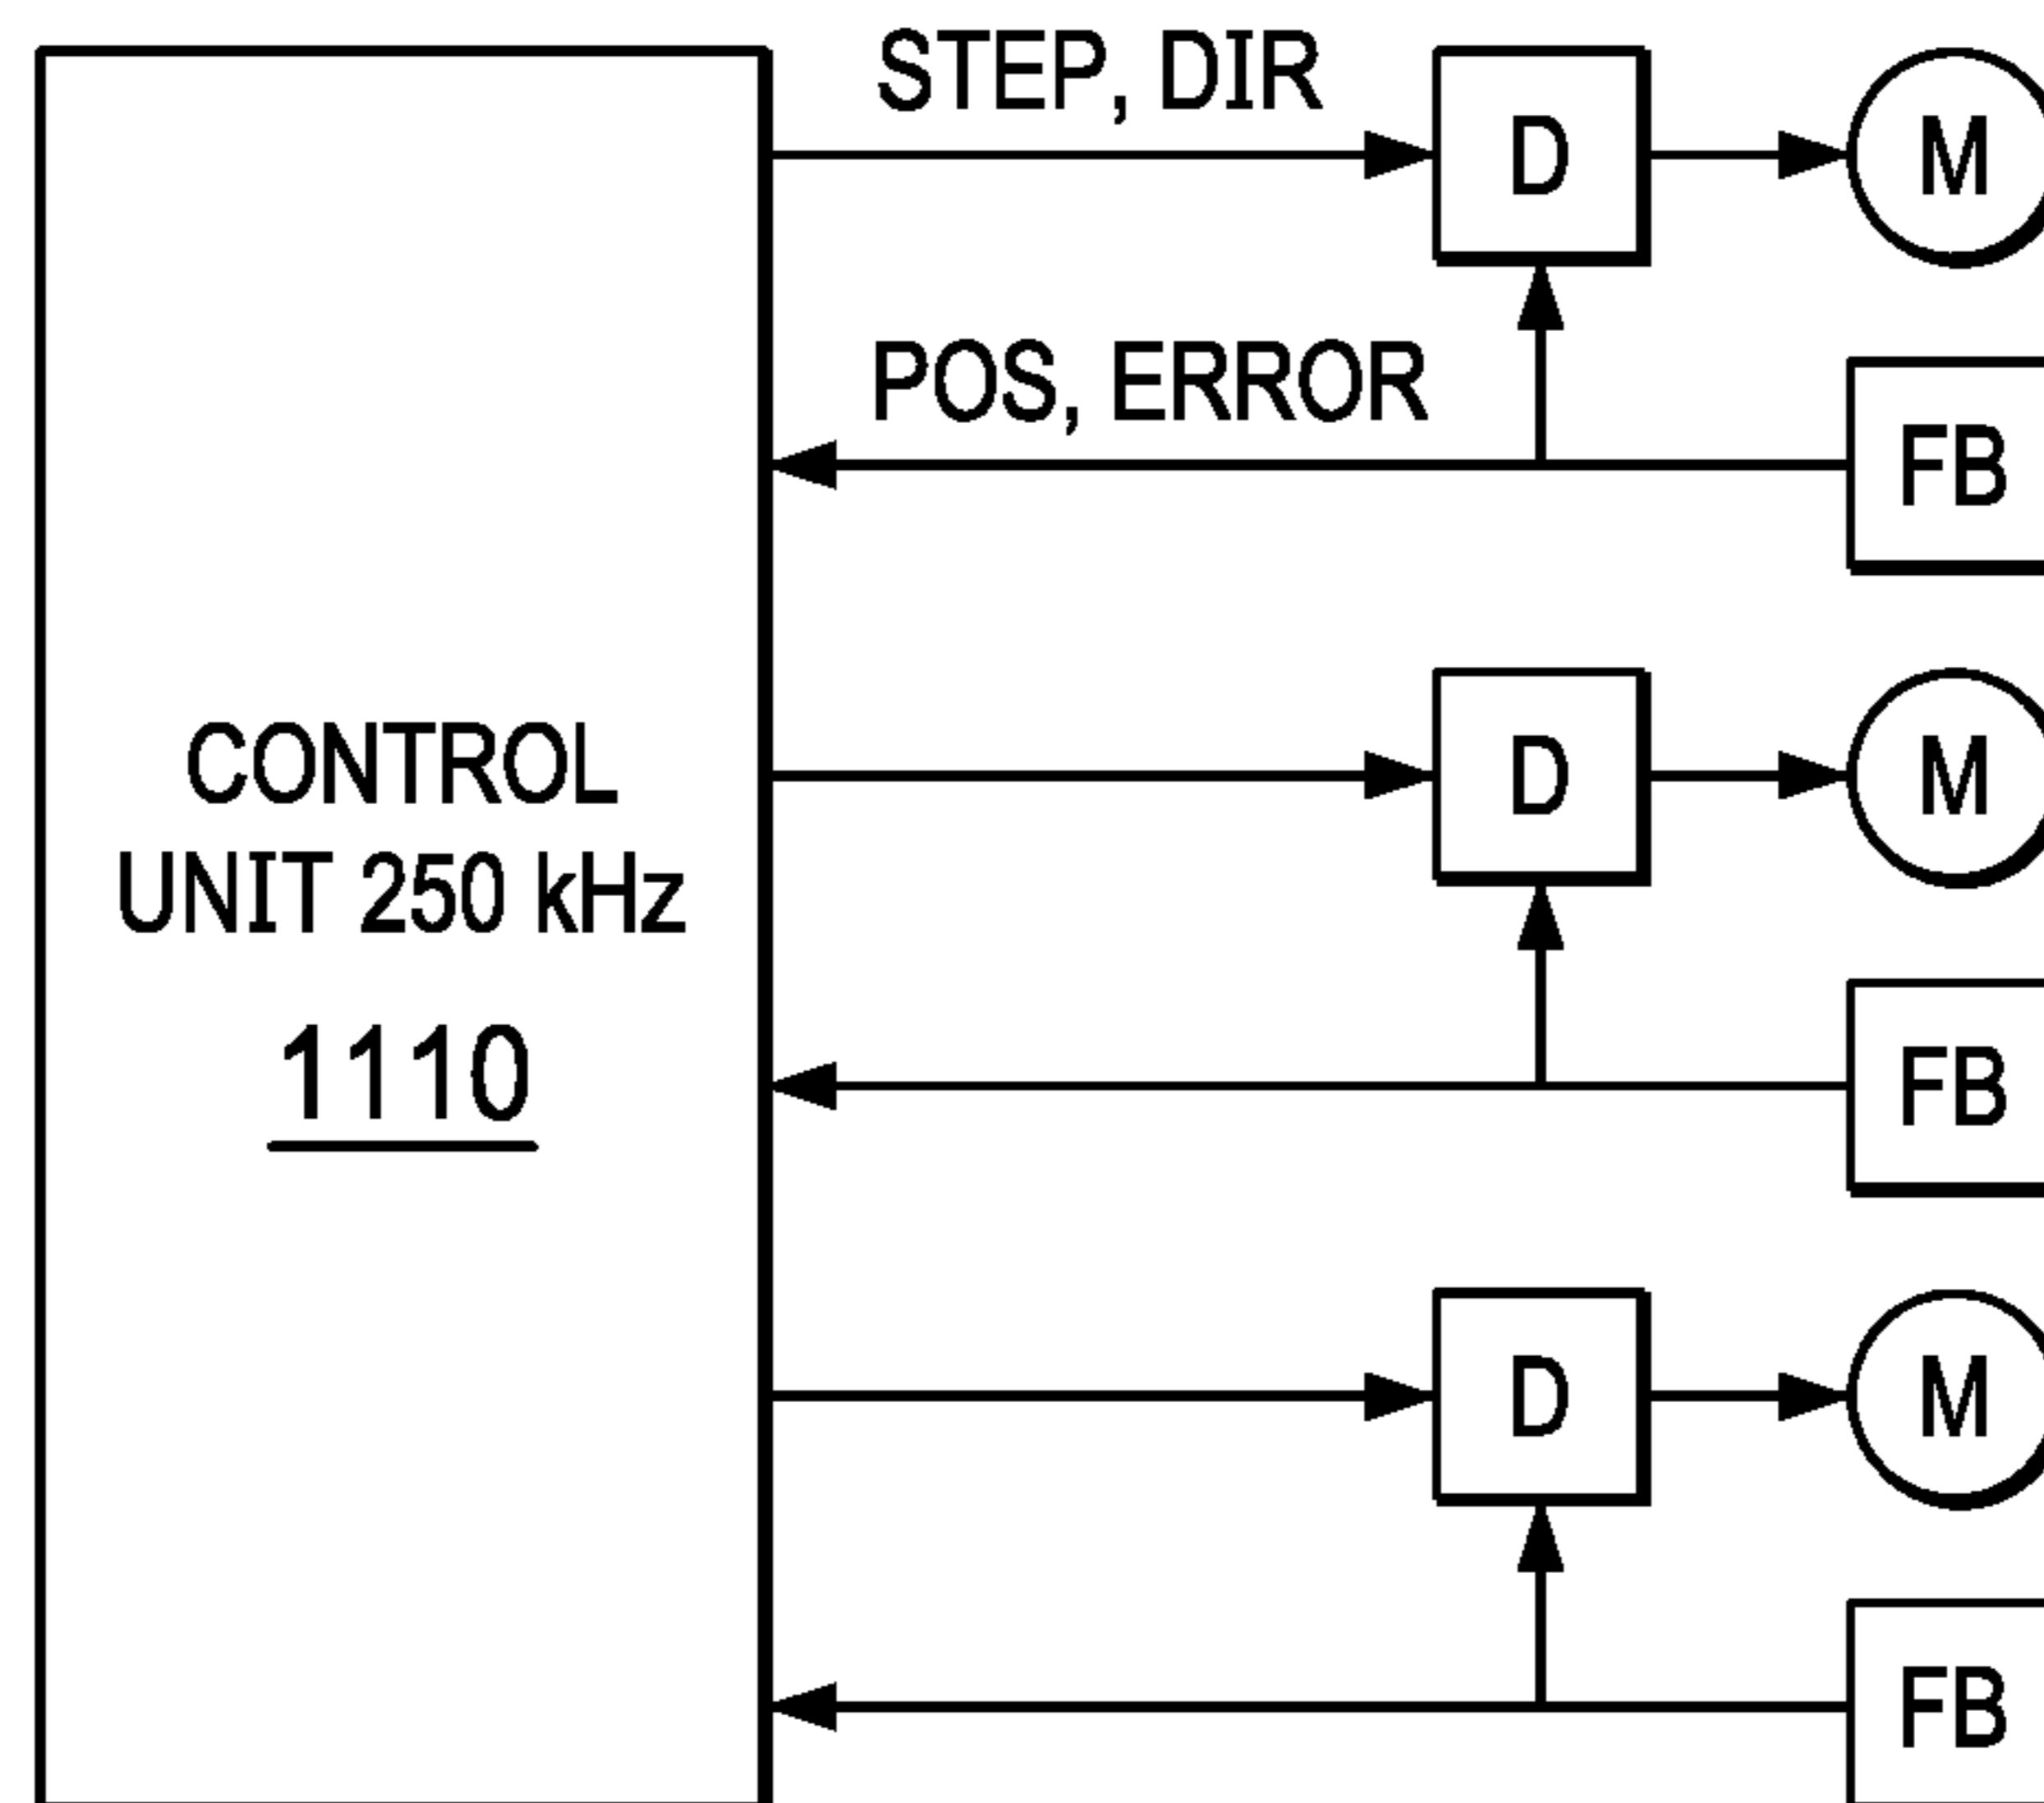 STEP, DIR
D
M
POS, ERROR
FB
CONTROL
UNIT 250 kHz
1110
D
M
FB
D
M
FB